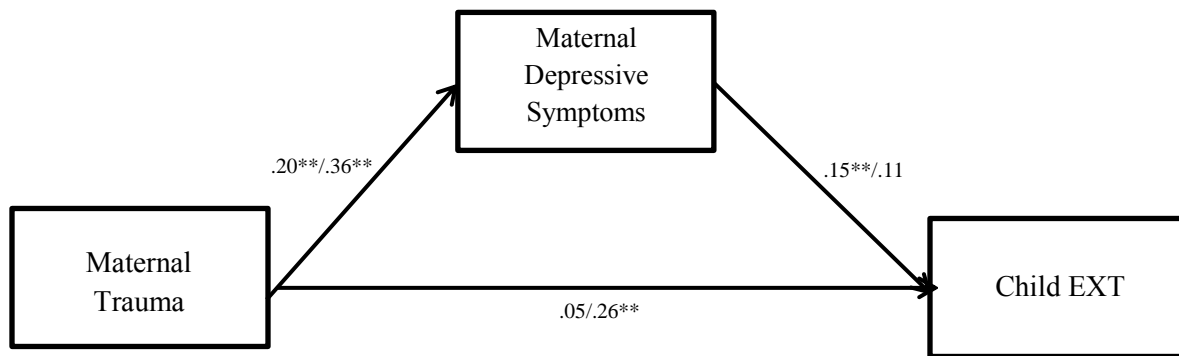 Maternal
Depressive
Symptoms
.20**/.36**
.15**/.11
Maternal
Trauma
Child EXT
.05/.26**